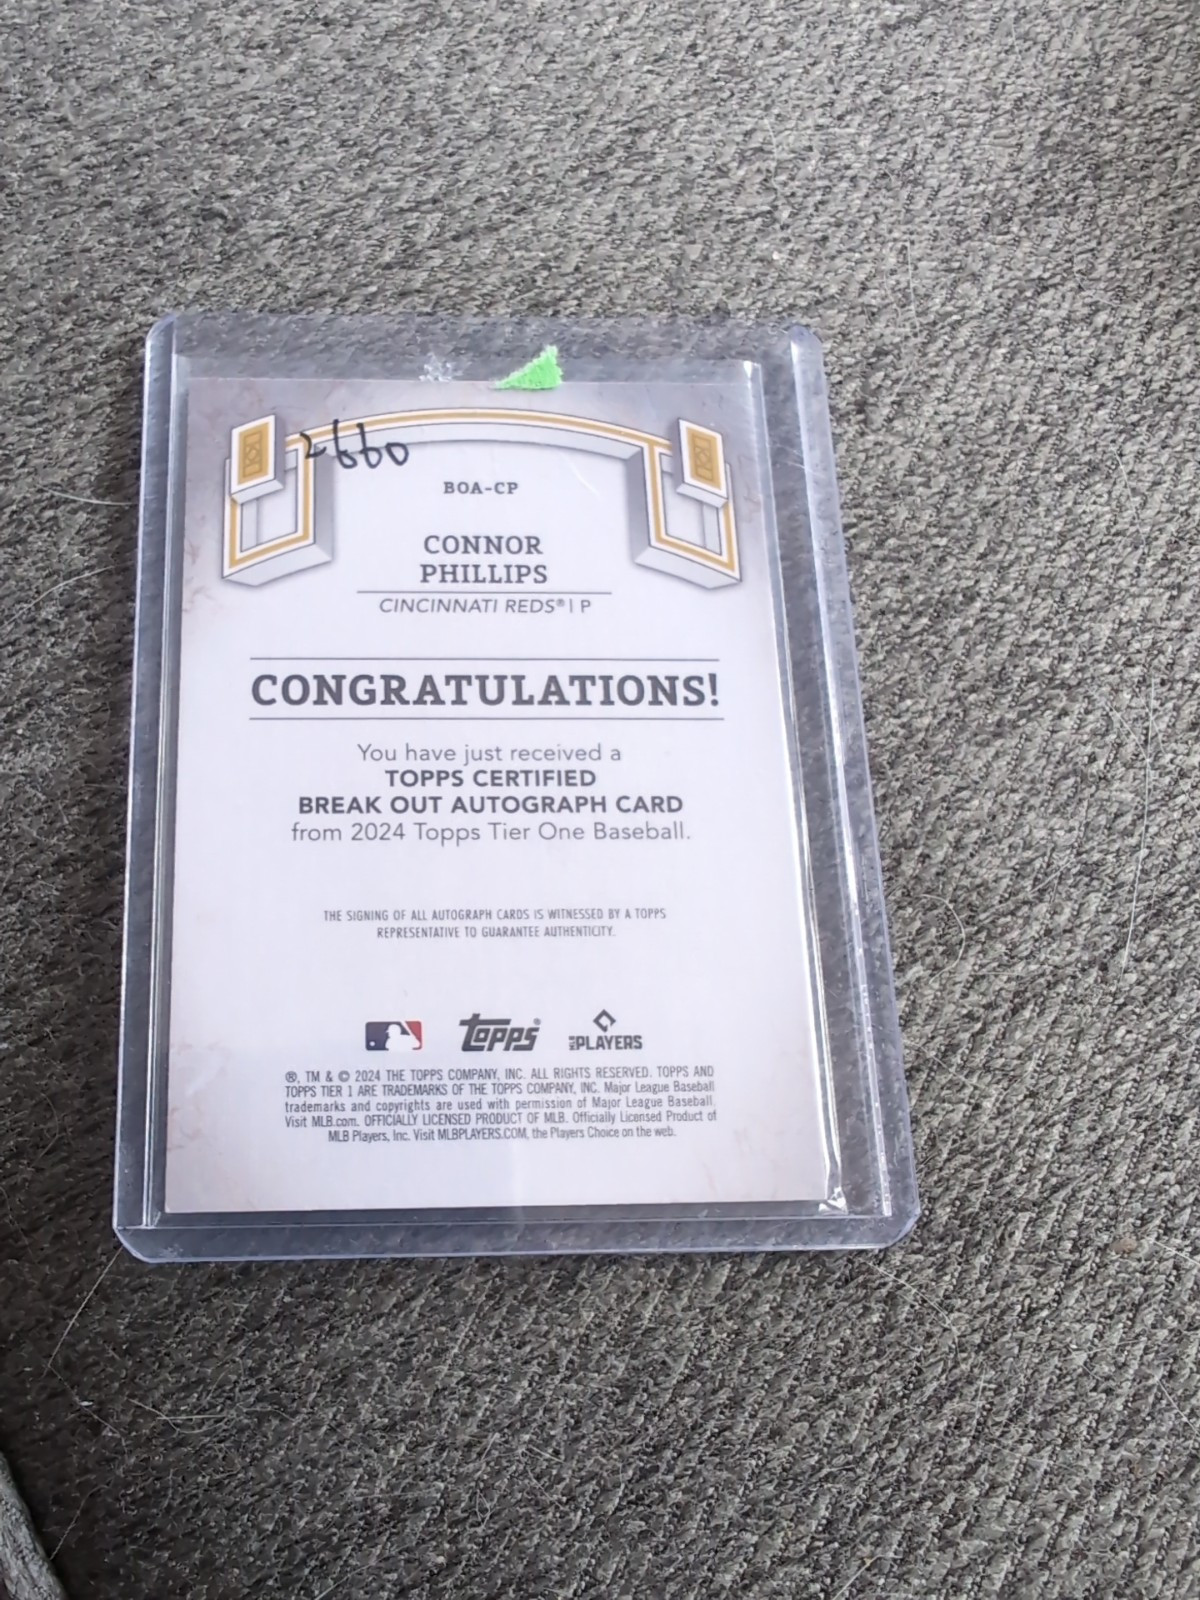 2660
BOA-CP
CONNOR
PHILLIPS
CINCINNATI REDS® | P
CONGRATULATIONS!
You have just received a
TOPPS CERTIFIED
BREAK OUT AUTOGRAPH CARD
from 2024 Topps Tier One Baseball.
THE SIGNING OF ALL AUTOGRAPH CARDS IS WITNESSED BY A TOPPS
REPRESENTATIVE TO GUARANTEE AUTHENTICITY.
topps® MLB PLAYERS
®, TM & © 2024 THE TOPPS COMPANY, INC. ALL RIGHTS RESERVED. TOPPS AND
TOPPS TIER 1 ARE TRADEMARKS OF THE TOPPS COMPANY, INC. Major League Baseball
trademarks and copyrights are used with permission of Major League Baseball.
Visit MLB.com. OFFICIALLY LICENSED PRODUCT OF MLB. Officially Licensed Product of
MLB Players, Inc. Visit MLBPLAYERS.COM, the Players Choice on the web.